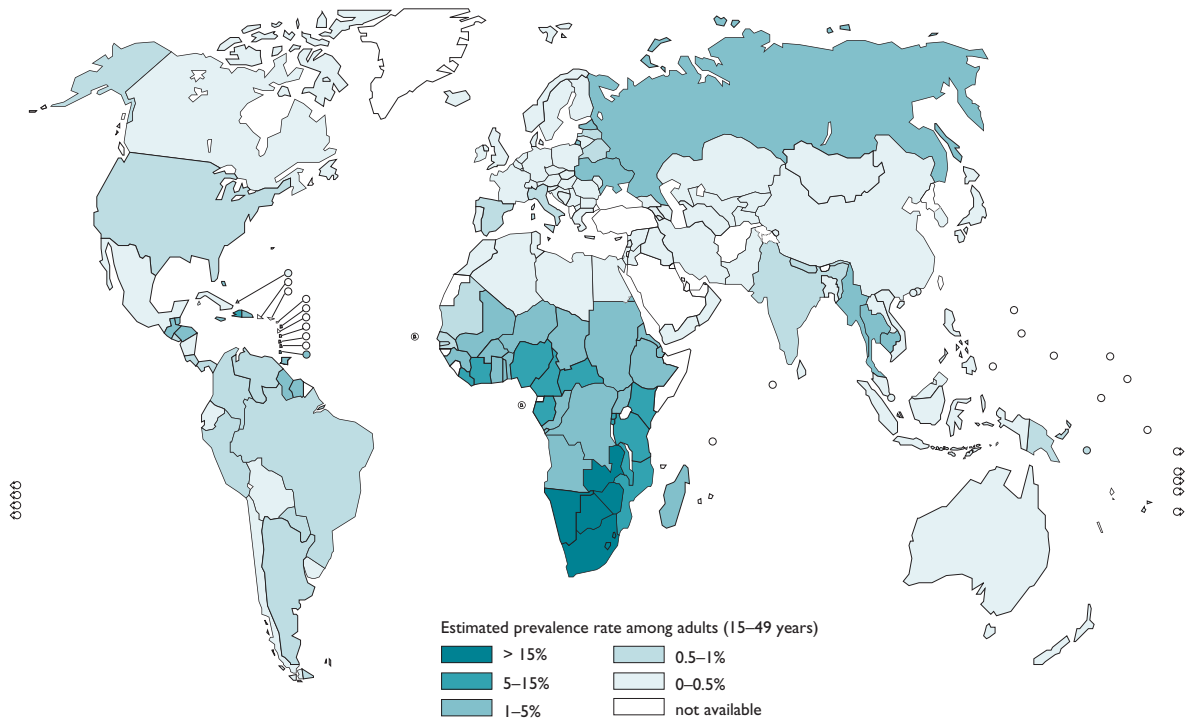 Estimated prevalence rate among adults (15–49 years)
> 15%
0.5–1%
5–15%
0–0.5%
1–5%
not available